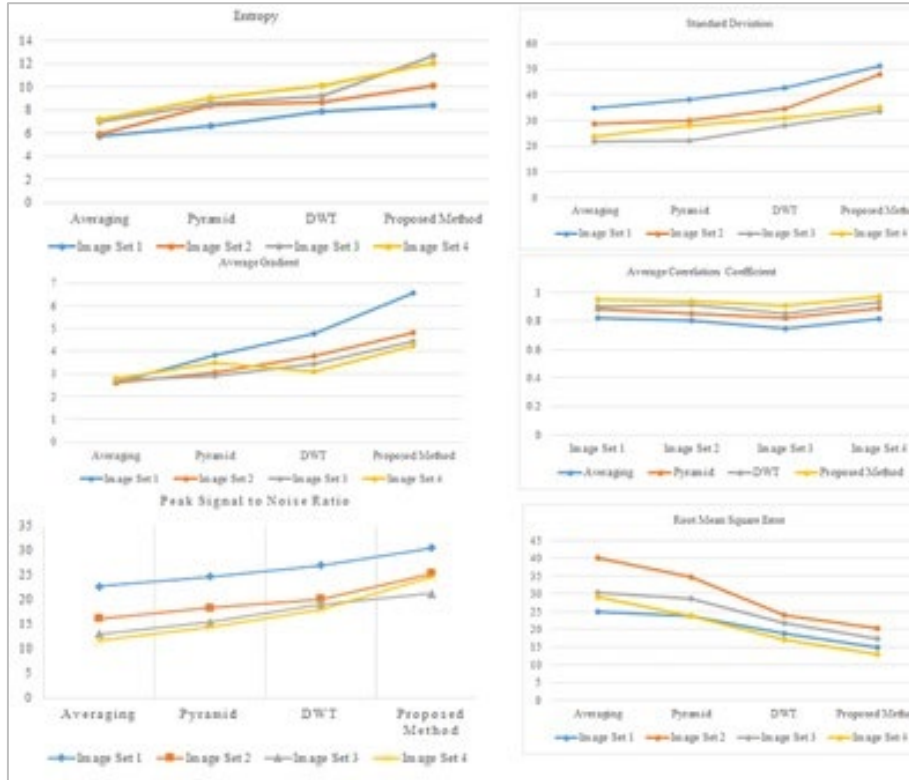 Entropy
14
12
10
8
6
4
2
0
Averaging Pyramid DWT Proposed Method
Image Set 1 Image Set 2 Image Set 3 Image Set 4
Standard Deviation
60
50
40
30
20
10
0
Averaging Pyramid DWT Proposed Method
Image Set 1 Image Set 2 Image Set 3 Image Set 4
Average Gradient
7
6
5
4
3
2
1
0
Averaging Pyramid DWT Proposed Method
Image Set 1 Image Set 2 Image Set 3 Image Set 4
Average Correlation Coefficient
1
0.8
0.6
0.4
0.2
0
Image Set 1 Image Set 2 Image Set 3 Image Set 4
Averaging Pyramid DWT Proposed Method
Peak Signal to Noise Ratio
35
30
25
20
15
10
5
0
Averaging Pyramid DWT Proposed
Method
Image Set 1 Image Set 2 Image Set 3 Image Set 4
Root Mean Square Error
45
40
35
30
25
20
15
10
5
0
Averaging Pyramid DWT Proposed Method
Image Set 1 Image Set 2 Image Set 3 Image Set 4